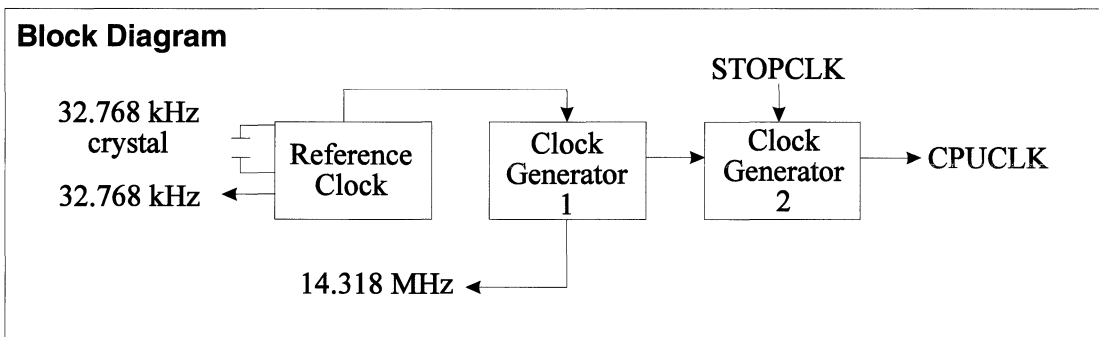 Block Diagram
STOPCLK
32.768 kHz
crystal
Reference
Clock
32.768 kHz
Clock
Generator
1
Clock
Generator
2
CPUCLK
14.318 MHz